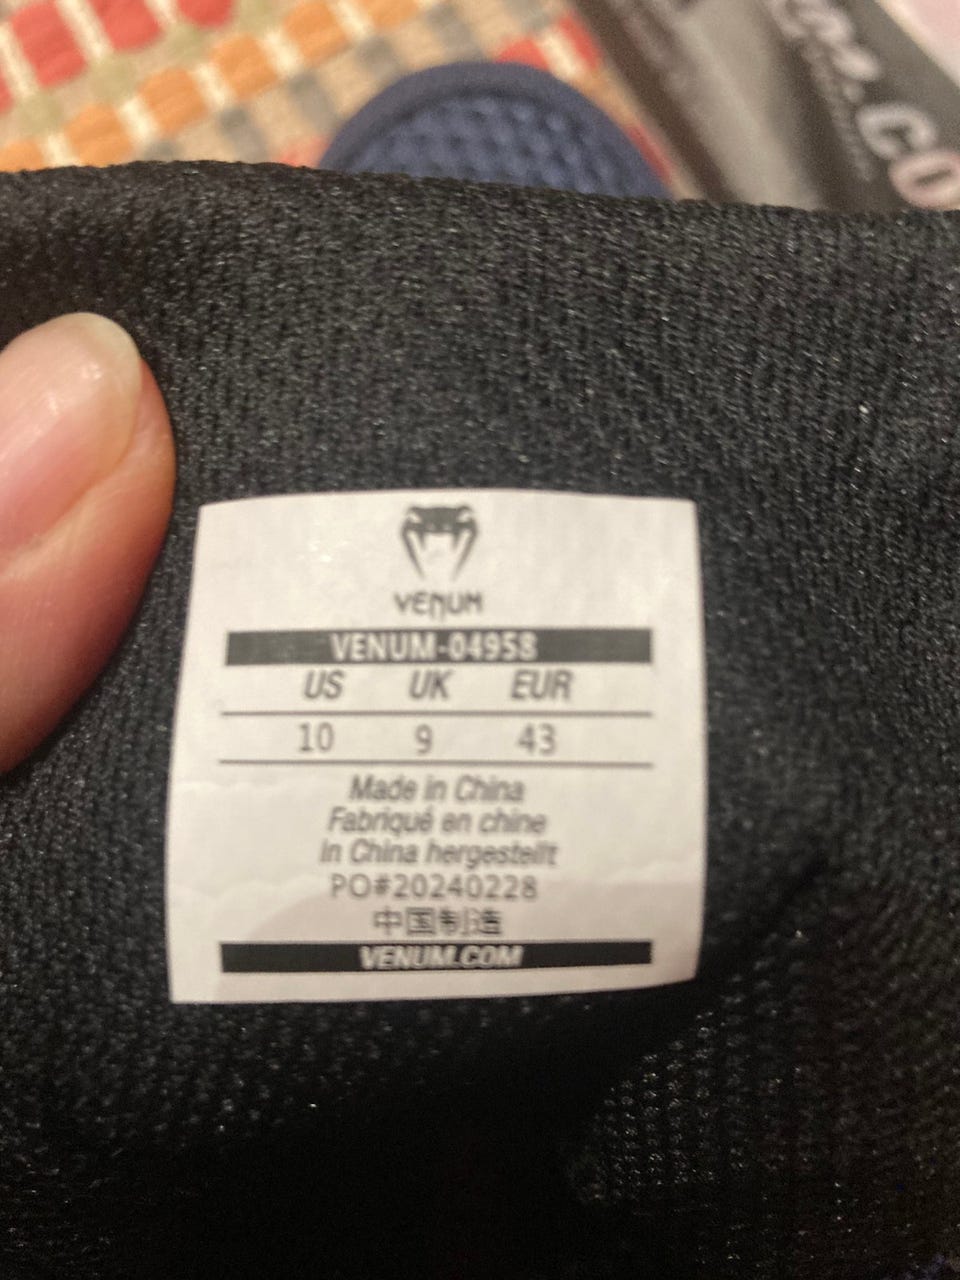 VENUM
VENUM-04958
US UK EUR
10 9 43
Made in China
Fabriqué en chine
In China hergestellt
PO#20240228
中国制造
VENUM.COM